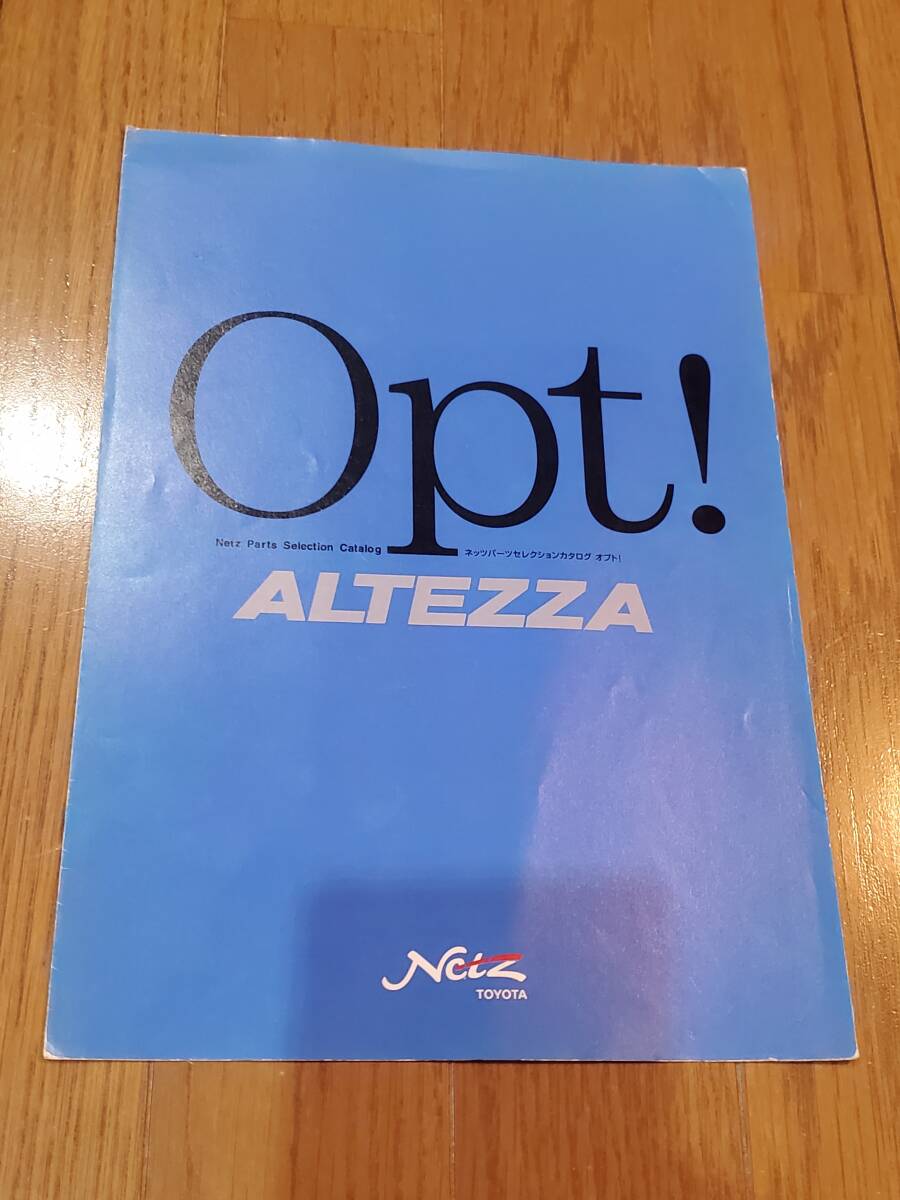 Opt!
Netz Parts Selection Catalog
ネッツパーツセレクションカタログ オプト!
ALTEZZA
Netz
TOYOTA